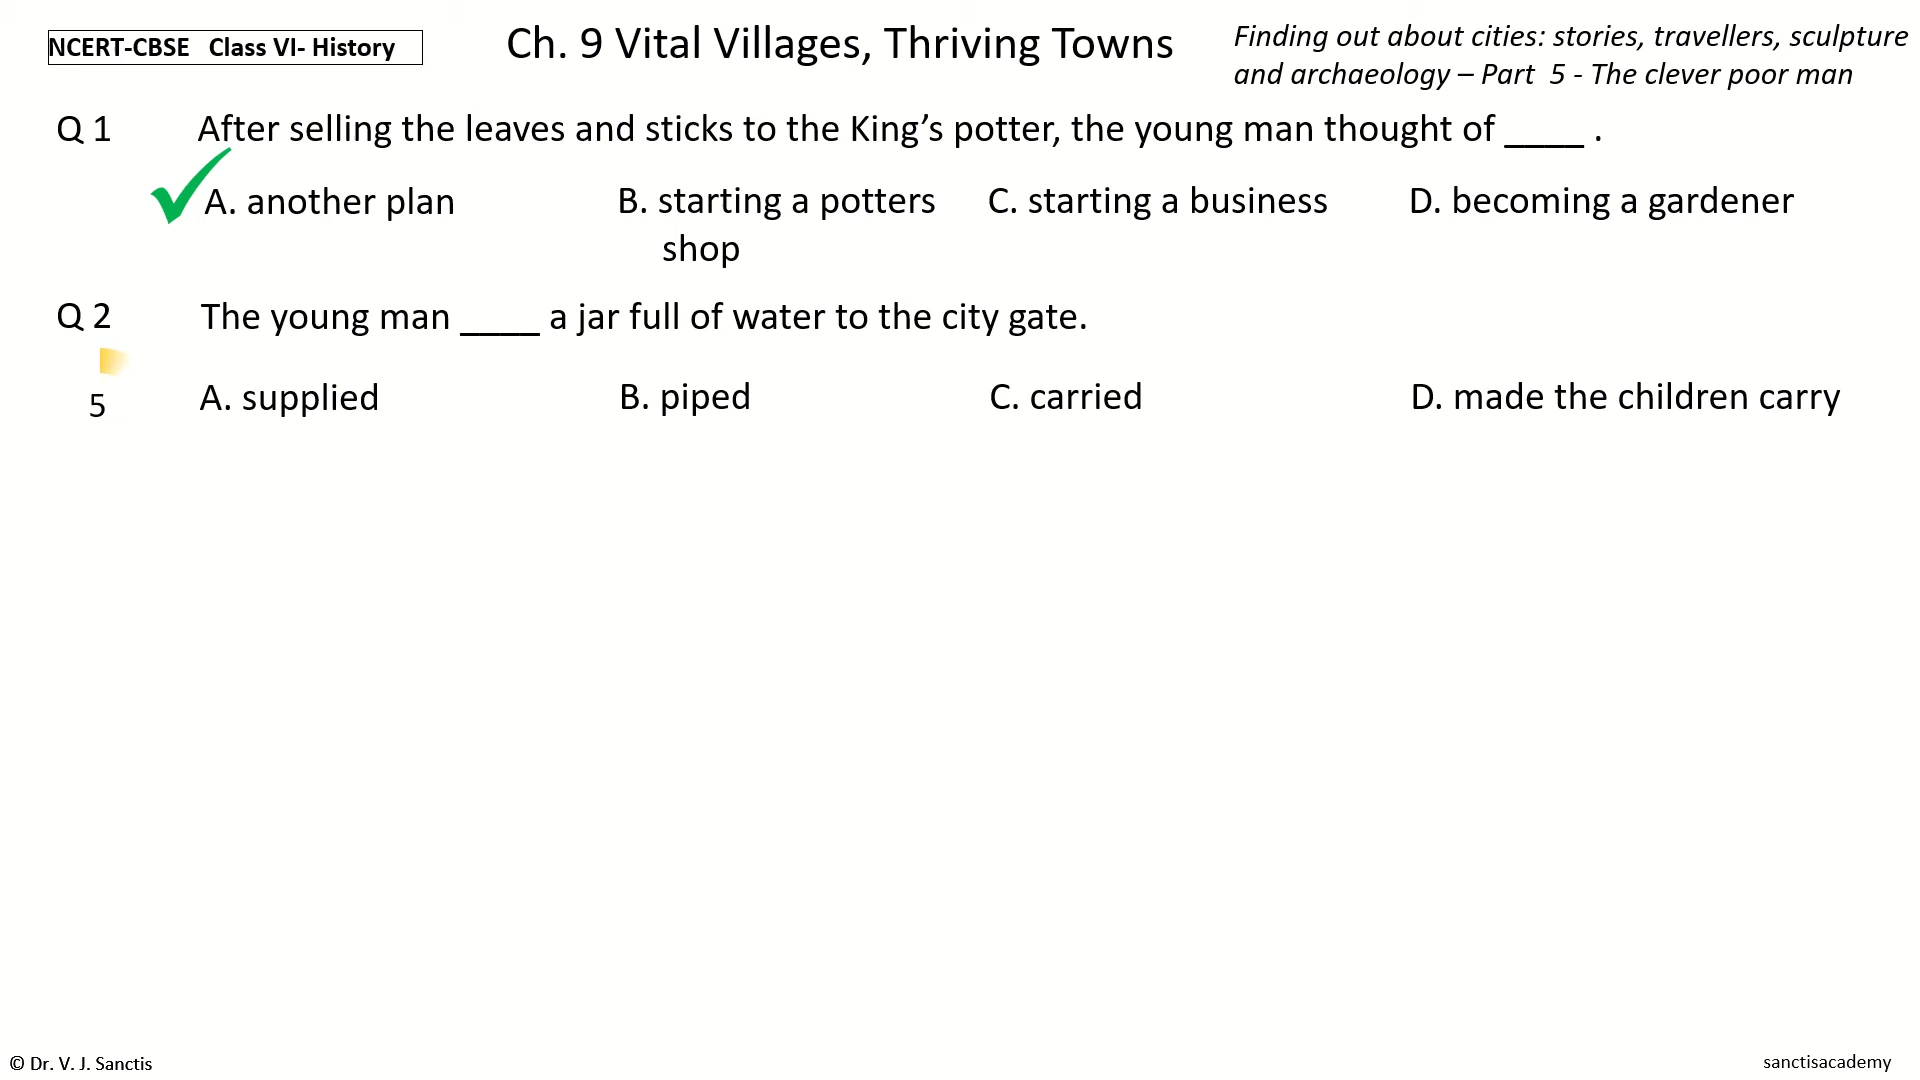 NCERT-CBSE Class VI- History
Ch. 9 Vital Villages, Thriving Towns
Finding out about cities: stories, travellers, sculpture
and archaeology – Part 5 - The clever poor man
Q 1 After selling the leaves and sticks to the King’s potter, the young man thought of ____ .
A. another plan B. starting a potters C. starting a business D. becoming a gardener
shop
Q 2 The young man ____ a jar full of water to the city gate.
5 A. supplied B. piped C. carried D. made the children carry
© Dr. V. J. Sanctis
sanctisacademy